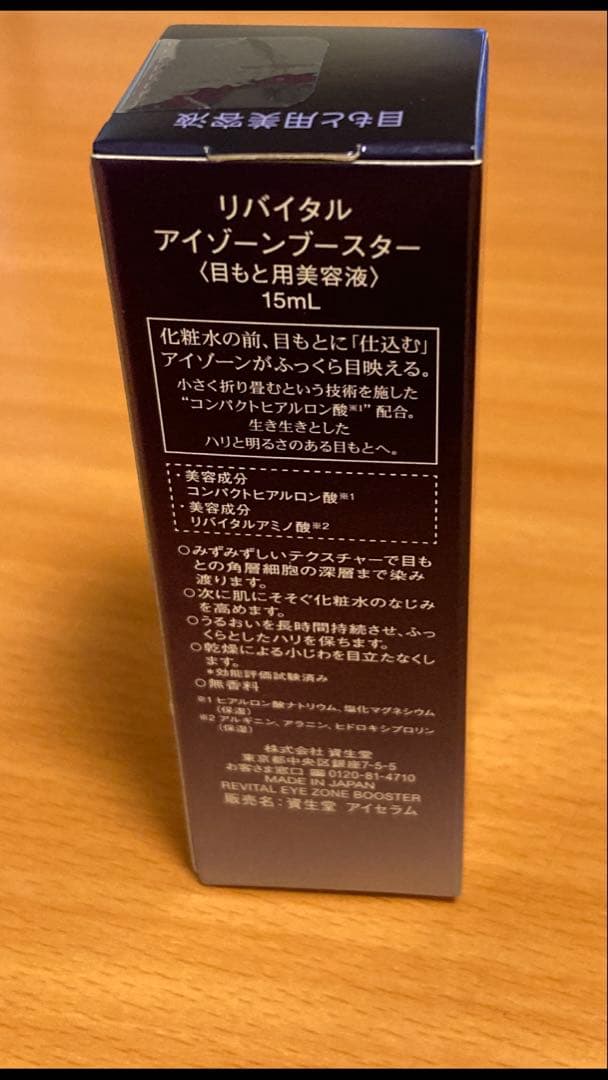 目もと用美容液
リバイタル
アイゾーンブースター
〈目もと用美容液〉
15mL
化粧水の前、目もとに「仕込む」
アイゾーンがふっくら目映える。
小さく折り畳むという技術を施した
“コンパクトヒアルロン酸※1”配合。
生き生きとした
ハリと明るさのある目もとへ。
・美容成分
コンパクトヒアルロン酸※1
・美容成分
リバイタルアミノ酸※2
○みずみずしいテクスチャーで目も
との角層細胞の深層まで染み
渡ります。
○次に肌にそそぐ化粧水のなじみ
を高めます。
○うるおいを長時間持続させ、ふっ
くらとしたハリを保ちます。
○乾燥による小じわを目立たなくし
ます。
*効能評価試験済み
○無香料
※1 ヒアルロン酸ナトリウム、塩化マグネシウム
(保湿)
※2 アルギニン、アラニン、ヒドロキシプロリン
(保湿)
株式会社 資生堂
東京都中央区銀座7-5-5
お客さま窓口 0120-81-4710
MADE IN JAPAN
REVITAL EYE ZONE BOOSTER
販売名:資生堂 アイセラム